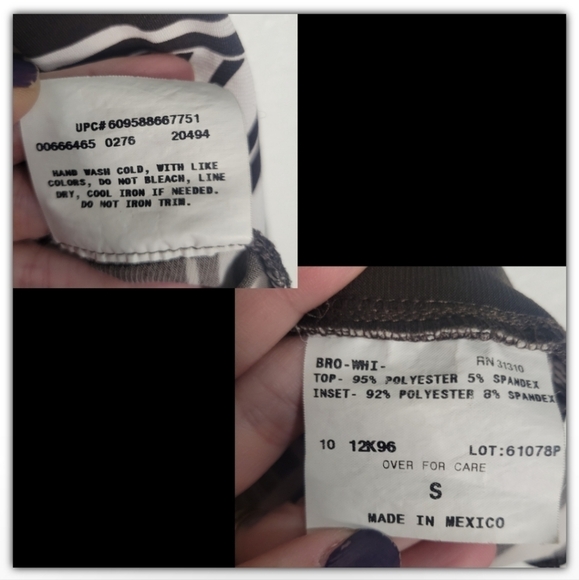 UPC# 609588667751
00666465 0276 20494
HAND WASH COLD, WITH LIKE
COLORS, DO NOT BLEACH, LINE
DRY, COOL IRON IF NEEDED.
DO NOT IRON TRIM.
BRO-WHI- RN 31310
TOP- 95% POLYESTER 5% SPANDEX
INSET- 92% POLYESTER 8% SPANDEX
10 12K96 LOT:61078P
OVER FOR CARE
S
MADE IN MEXICO